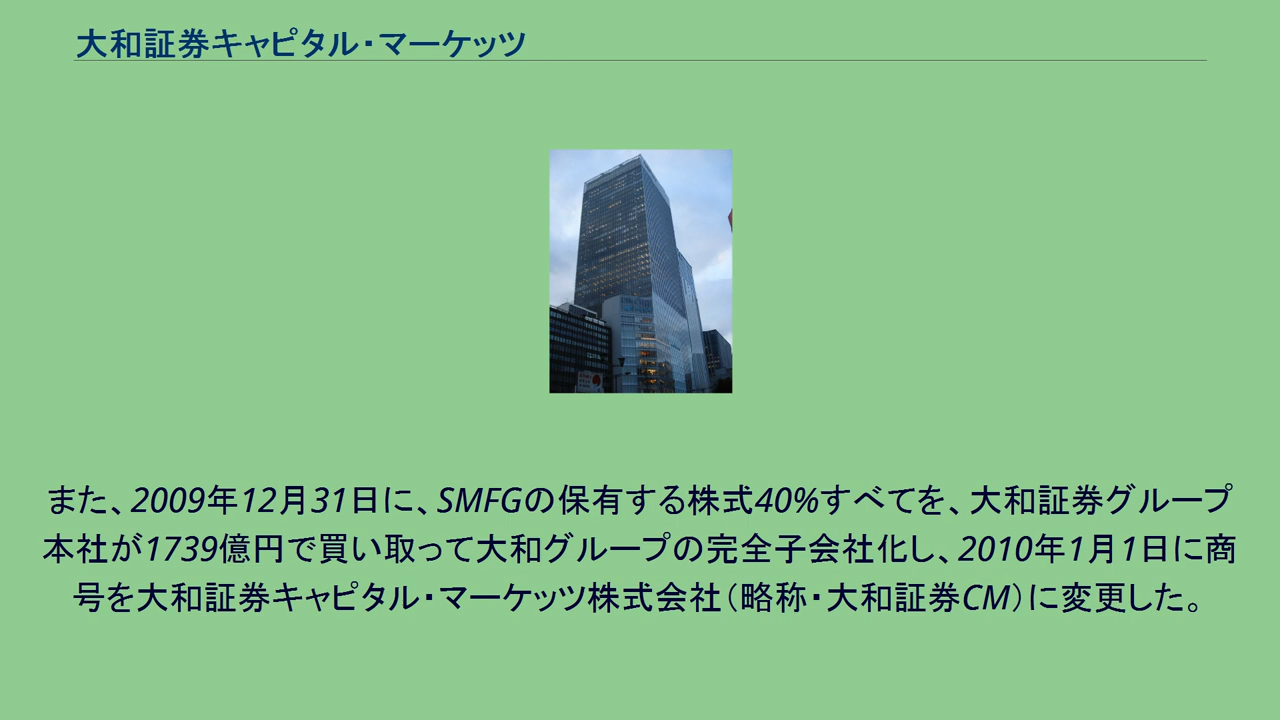 大和証券キャピタル・マーケッツ
また、2009年12月31日に、SMFGの保有する株式40%すべてを、大和証券グループ
本社が1739億円で買い取って大和グループの完全子会社化し、2010年1月1日に商
号を大和証券キャピタル・マーケッツ株式会社（略称・大和証券CM）に変更した。